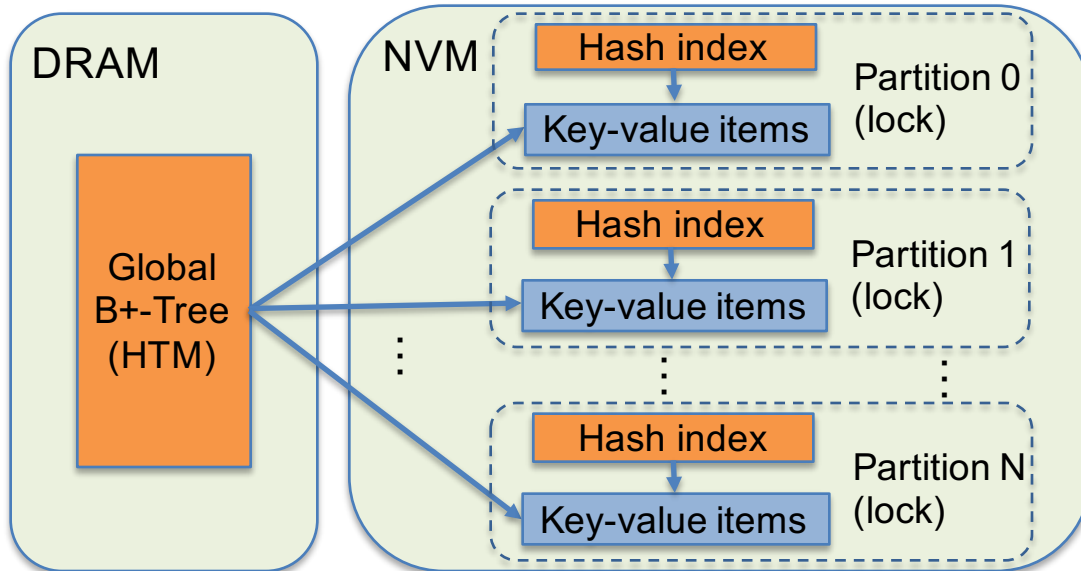 DRAM
Global
B+-Tree
(HTM)
NVM
Hash index
Key-value items
Partition 0
(lock)
Hash index
Key-value items
Partition 1
(lock)
Hash index
Key-value items
Partition N
(lock)